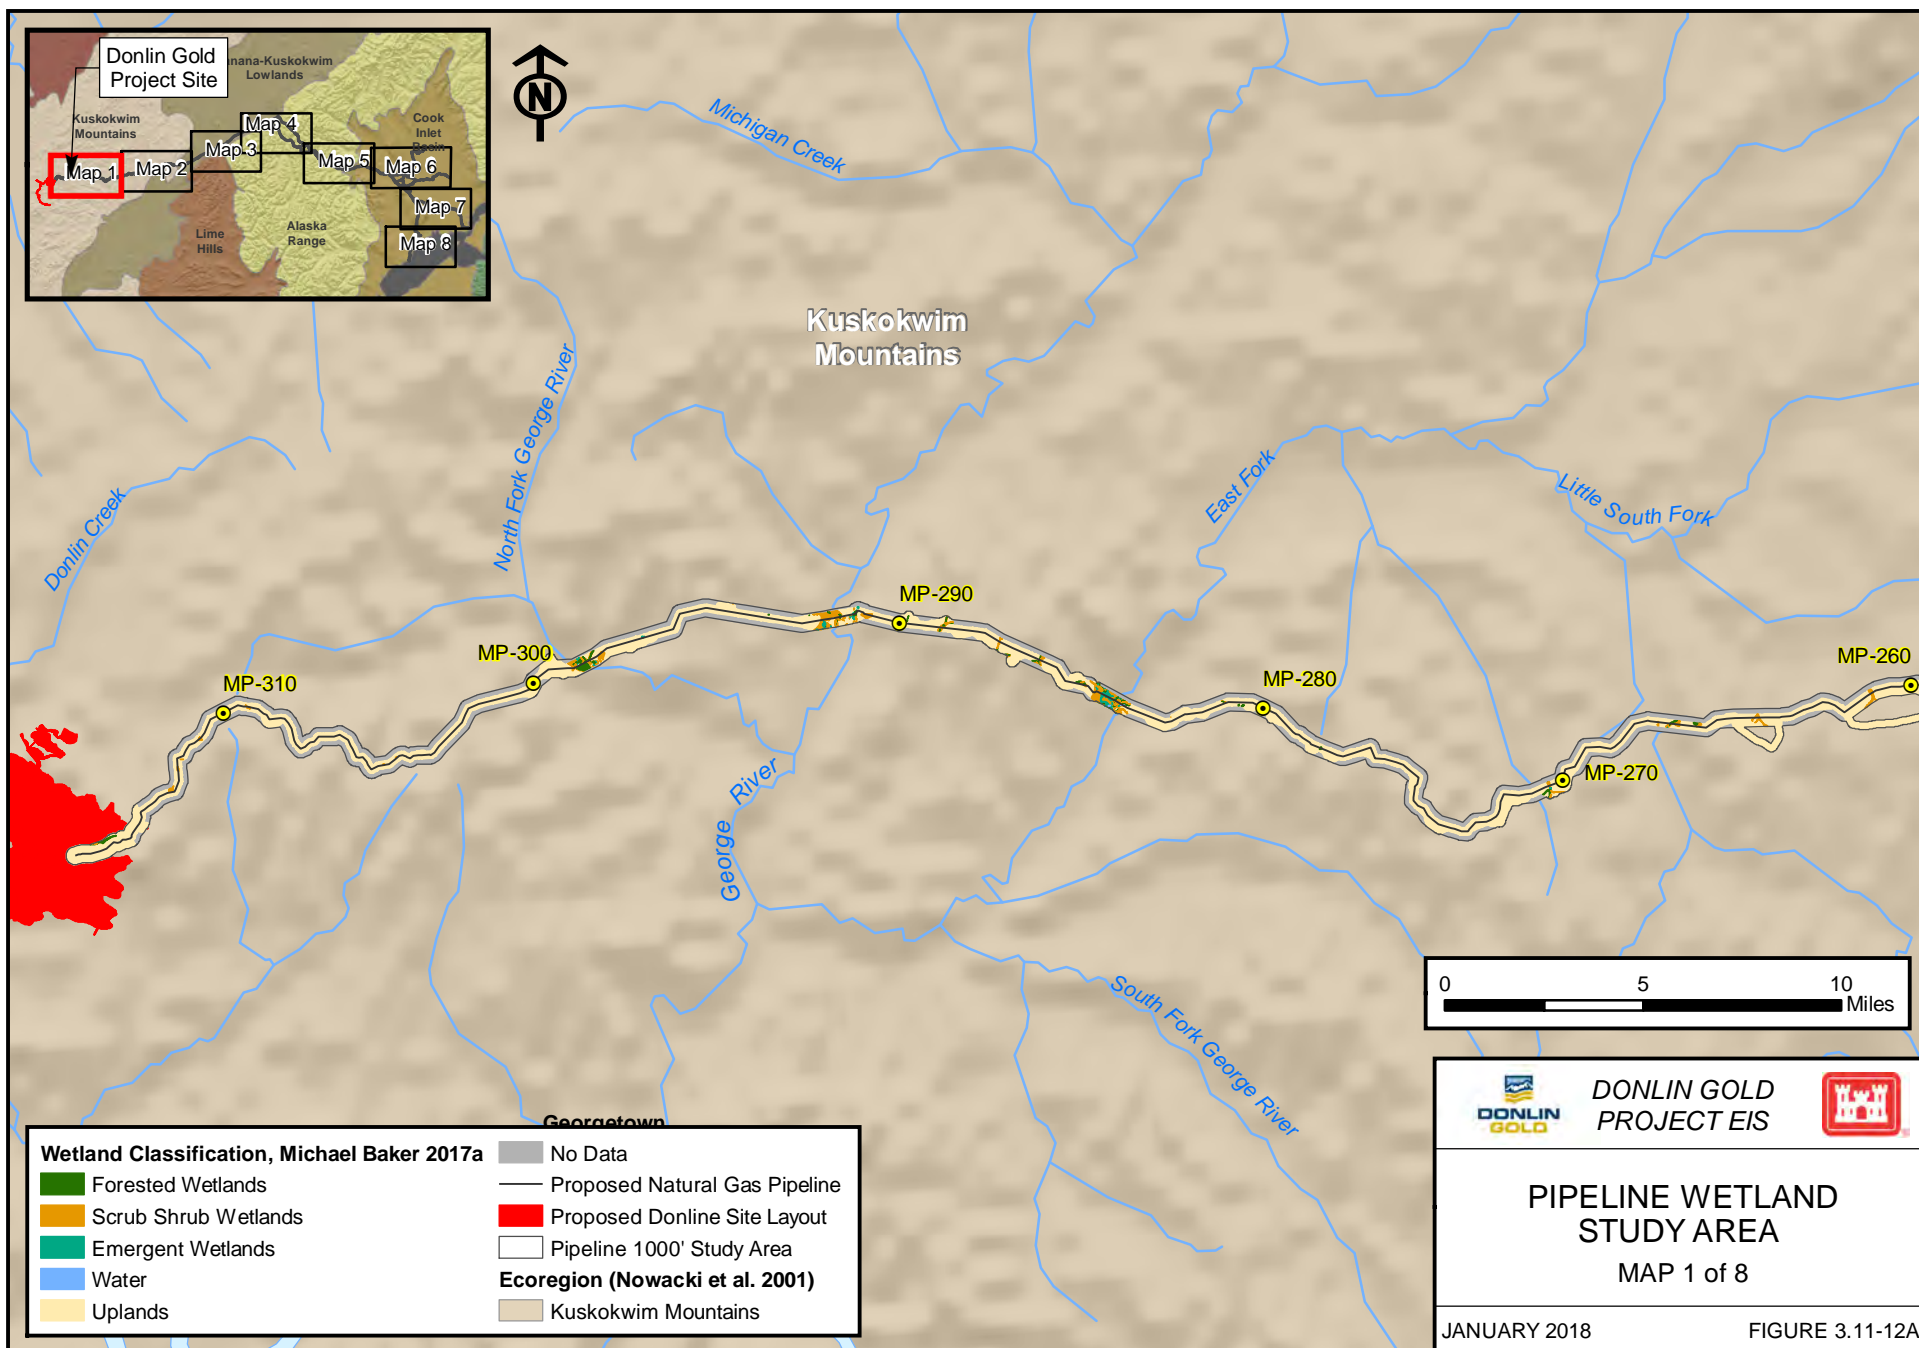 Donlin Gold
Project Site
nana-Kuskokwim
Lowlands
Kuskokwim
Mountains
Cook
Inlet
Basin
Map 4
Map 3
Map 5
Map 2
Map 6
Map 1
Map 7
Map 8
Lime
Hills
Alaska
Range
N
Michigan Creek
Kuskokwim
Mountains
North Fork George River
Donlin Creek
East Fork
Little South Fork
MP-290
MP-300
MP-260
MP-310
MP-280
MP-270
George River
South Fork George River
0 5 10
Miles
Georgetown
Wetland Classification, Michael Baker 2017a
Forested Wetlands
Scrub Shrub Wetlands
Emergent Wetlands
Water
Uplands
No Data
Proposed Natural Gas Pipeline
Proposed Donline Site Layout
Pipeline 1000' Study Area
Ecoregion (Nowacki et al. 2001)
Kuskokwim Mountains
DONLIN
GOLD
DONLIN GOLD
PROJECT EIS
PIPELINE WETLAND
STUDY AREA
MAP 1 of 8
JANUARY 2018
FIGURE 3.11-12A